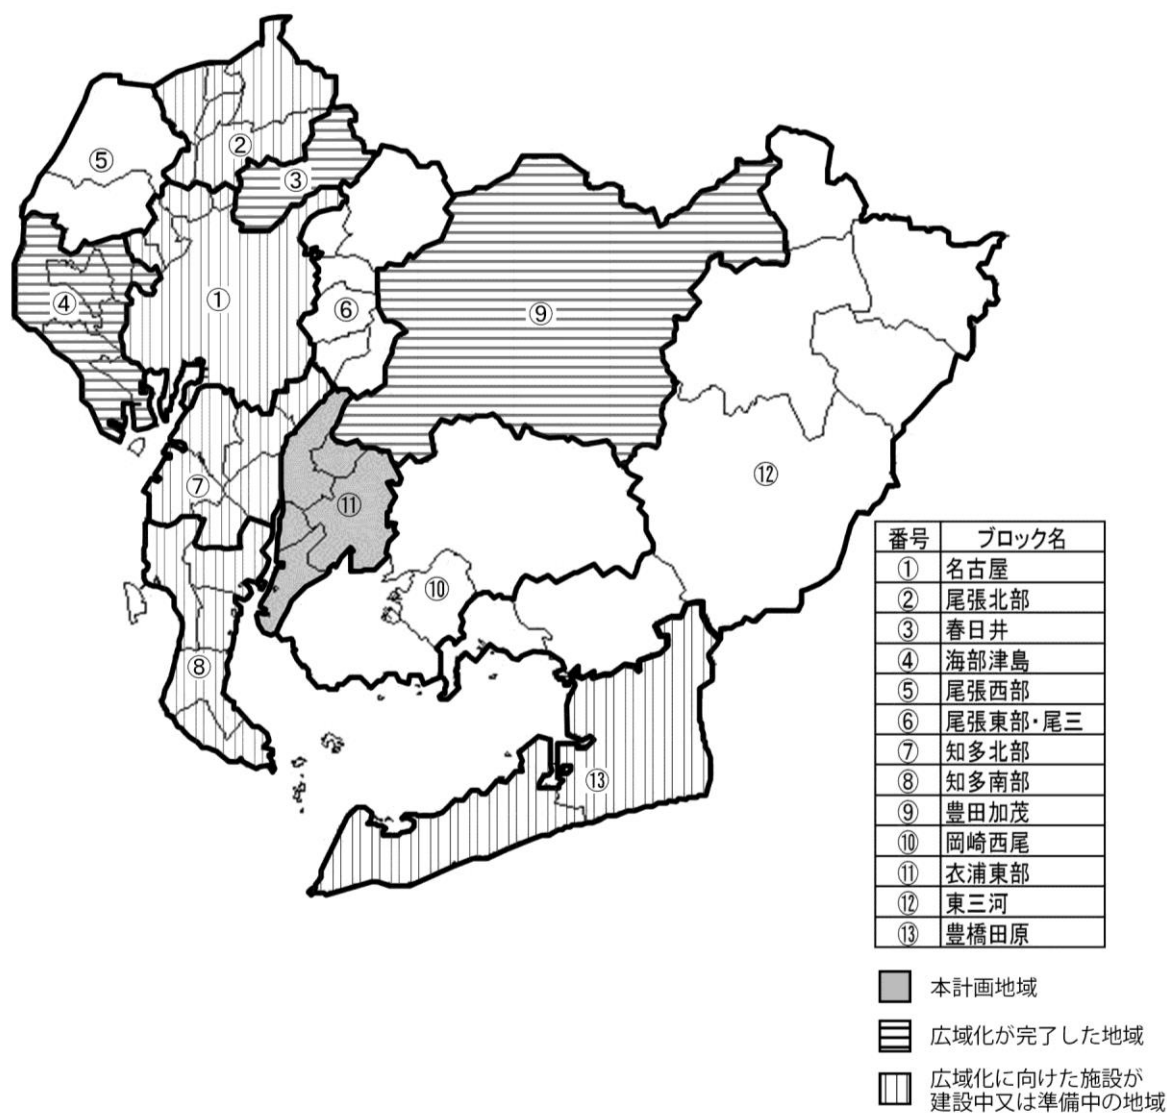 ②
⑤
③
④
①
⑥
⑨
⑫
⑦
⑪
⑩
⑧
⑬
番号 ブロック名
① 名古屋
② 尾張北部
③ 春日井
④ 海部津島
⑤ 尾張西部
⑥ 尾張東部・尾三
⑦ 知多北部
⑧ 知多南部
⑨ 豊田加茂
⑩ 岡崎西尾
⑪ 衣浦東部
⑫ 東三河
⑬ 豊橋田原
本計画地域
広域化が完了した地域
広域化に向けた施設が
建設中又は準備中の地域